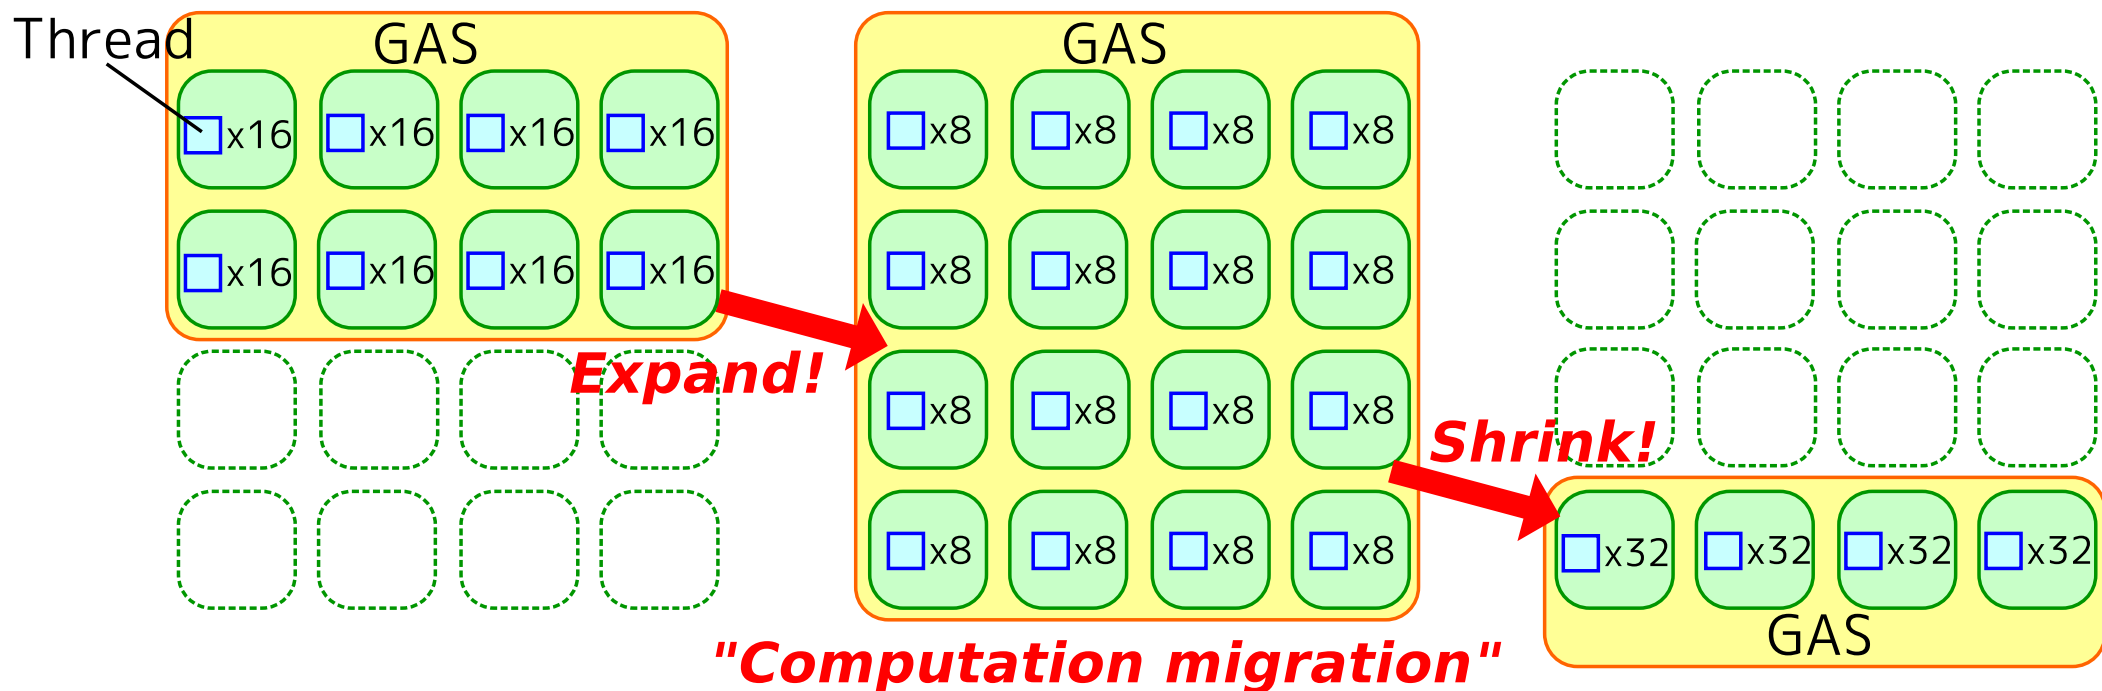 Thread
GAS
x16 x16 x16 x16
x16 x16 x16 x16
Expand!
GAS
x8 x8 x8 x8
x8 x8 x8 x8
x8 x8 x8 x8
x8 x8 x8 x8
Shrink!
x32 x32 x32 x32
GAS
"Computation migration"